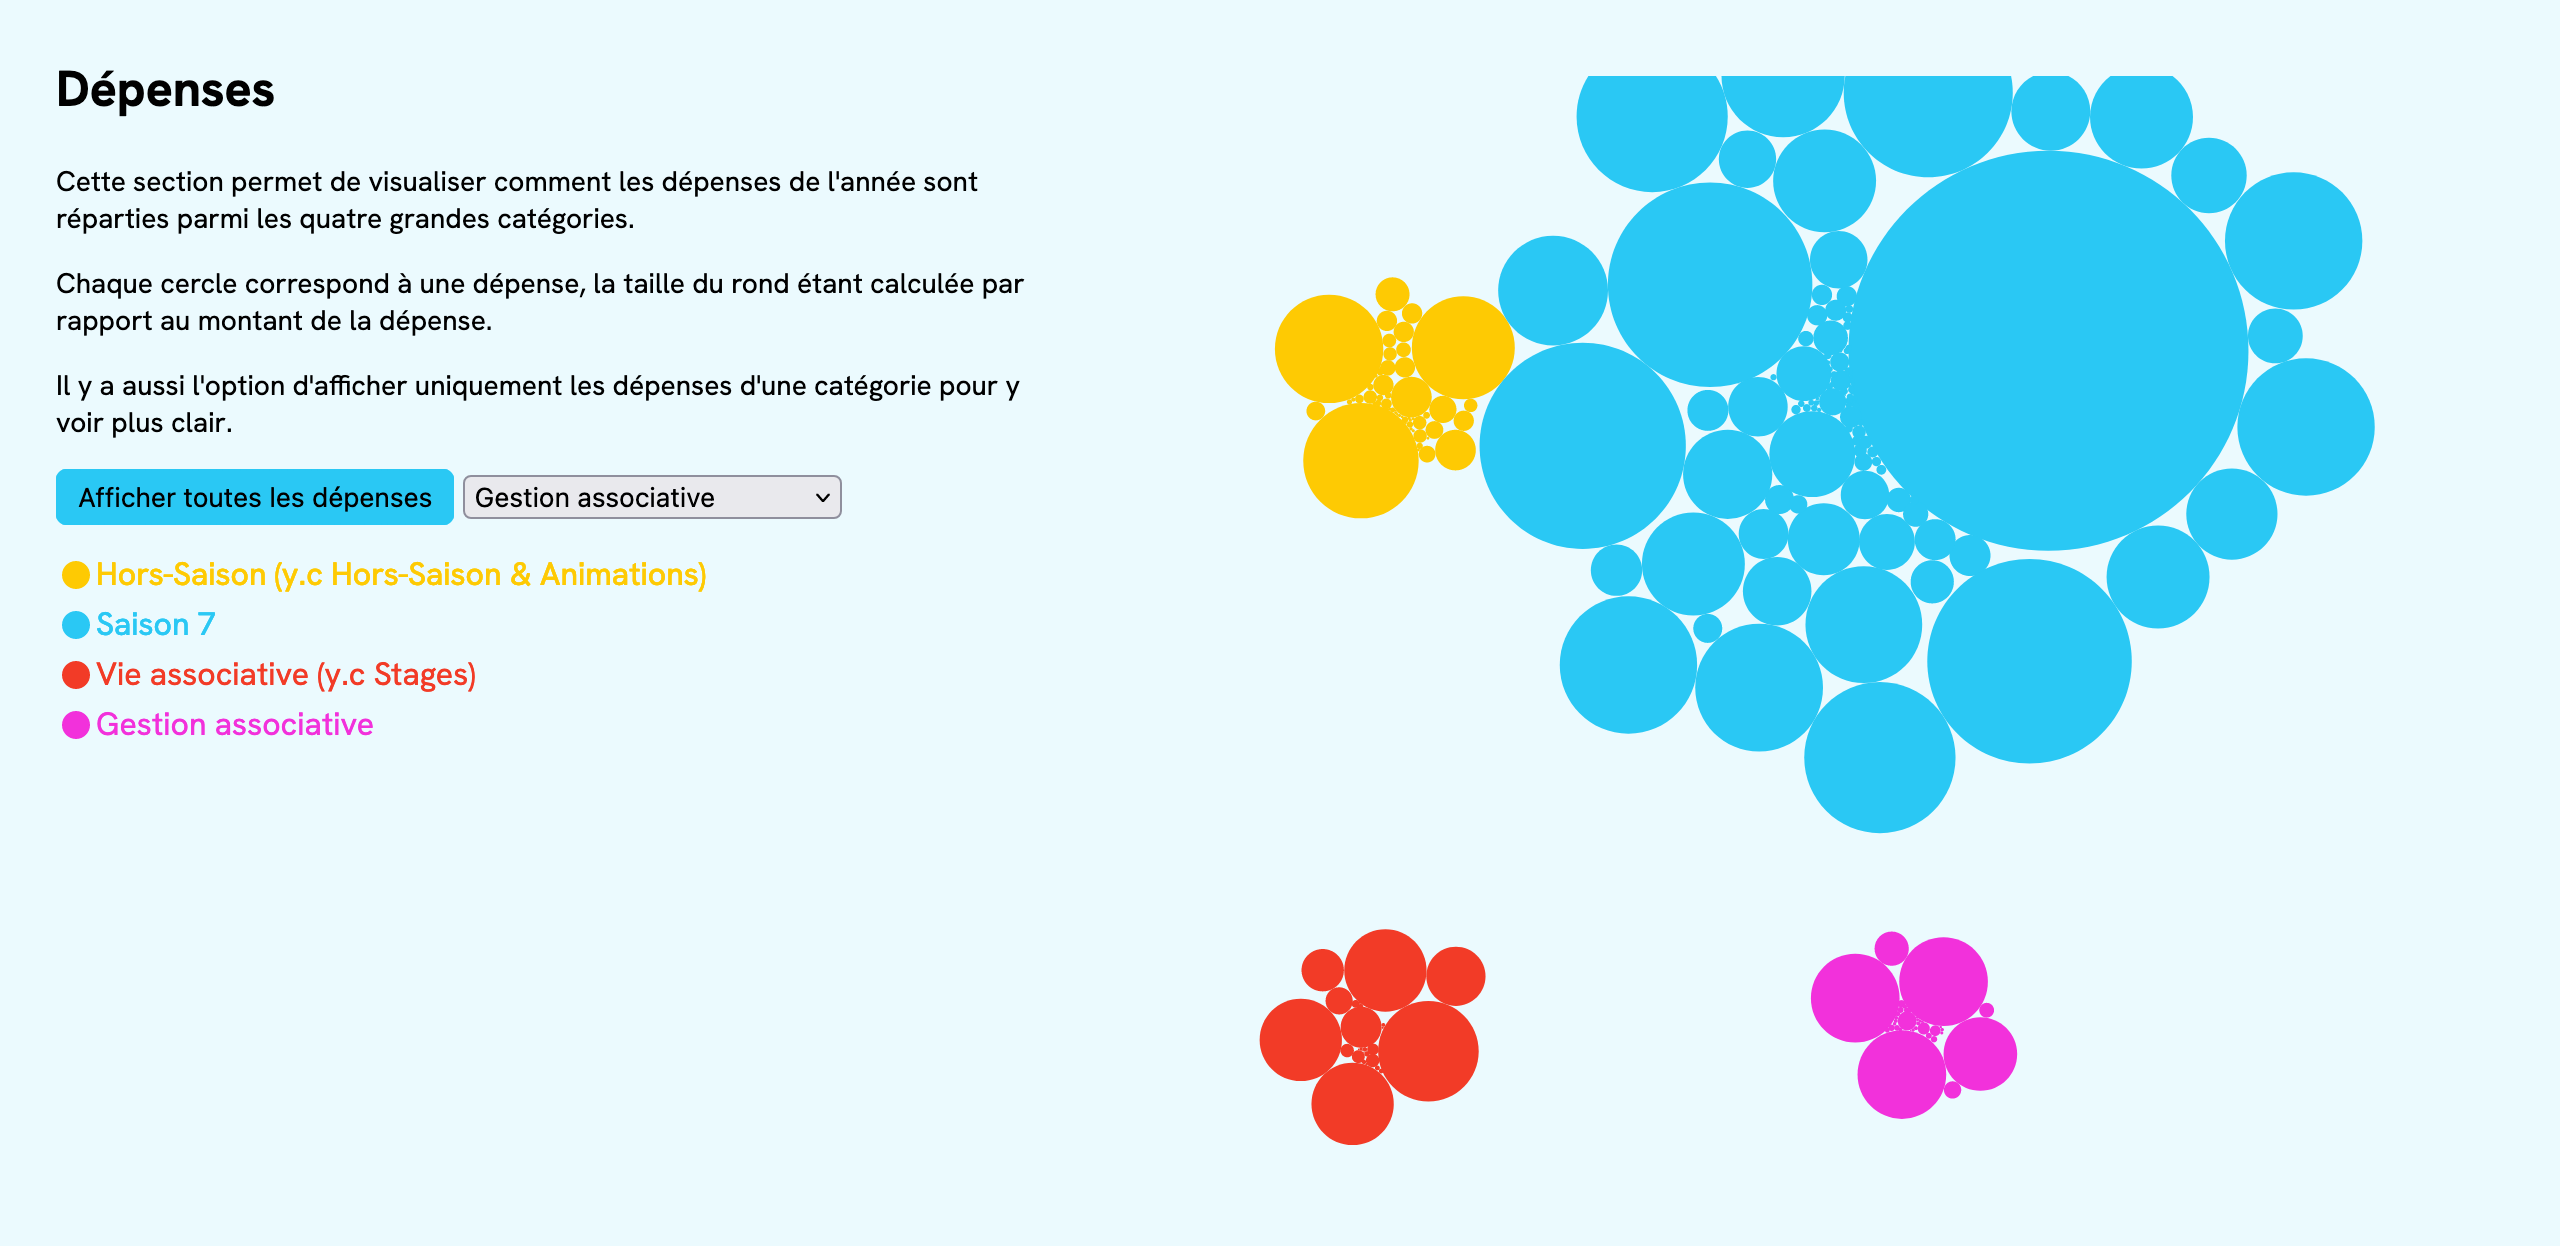 Dépenses
Cette section permet de visualiser comment les dépenses de l'année sont
réparties parmi les quatre grandes catégories.
Chaque cercle correspond à une dépense, la taille du rond étant calculée par
rapport au montant de la dépense.
Il y a aussi l'option d'afficher uniquement les dépenses d'une catégorie pour y
voir plus clair.
Afficher toutes les dépenses Gestion associative
Hors-Saison (y.c Hors-Saison & Animations)
Saison 7
Vie associative (y.c Stages)
Gestion associative